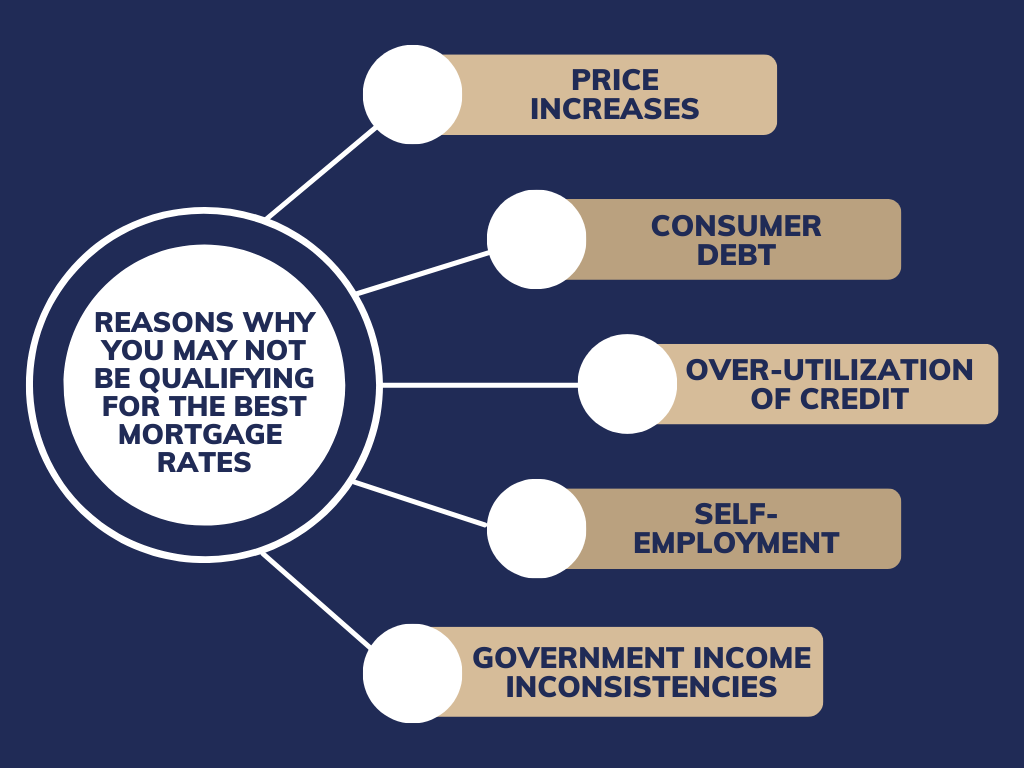 REASONS WHY
YOU MAY NOT
BE QUALIFYING
FOR THE BEST
MORTGAGE
RATES
PRICE
INCREASES
CONSUMER
DEBT
OVER-UTILIZATION
OF CREDIT
SELF-
EMPLOYMENT
GOVERNMENT INCOME
INCONSISTENCIES